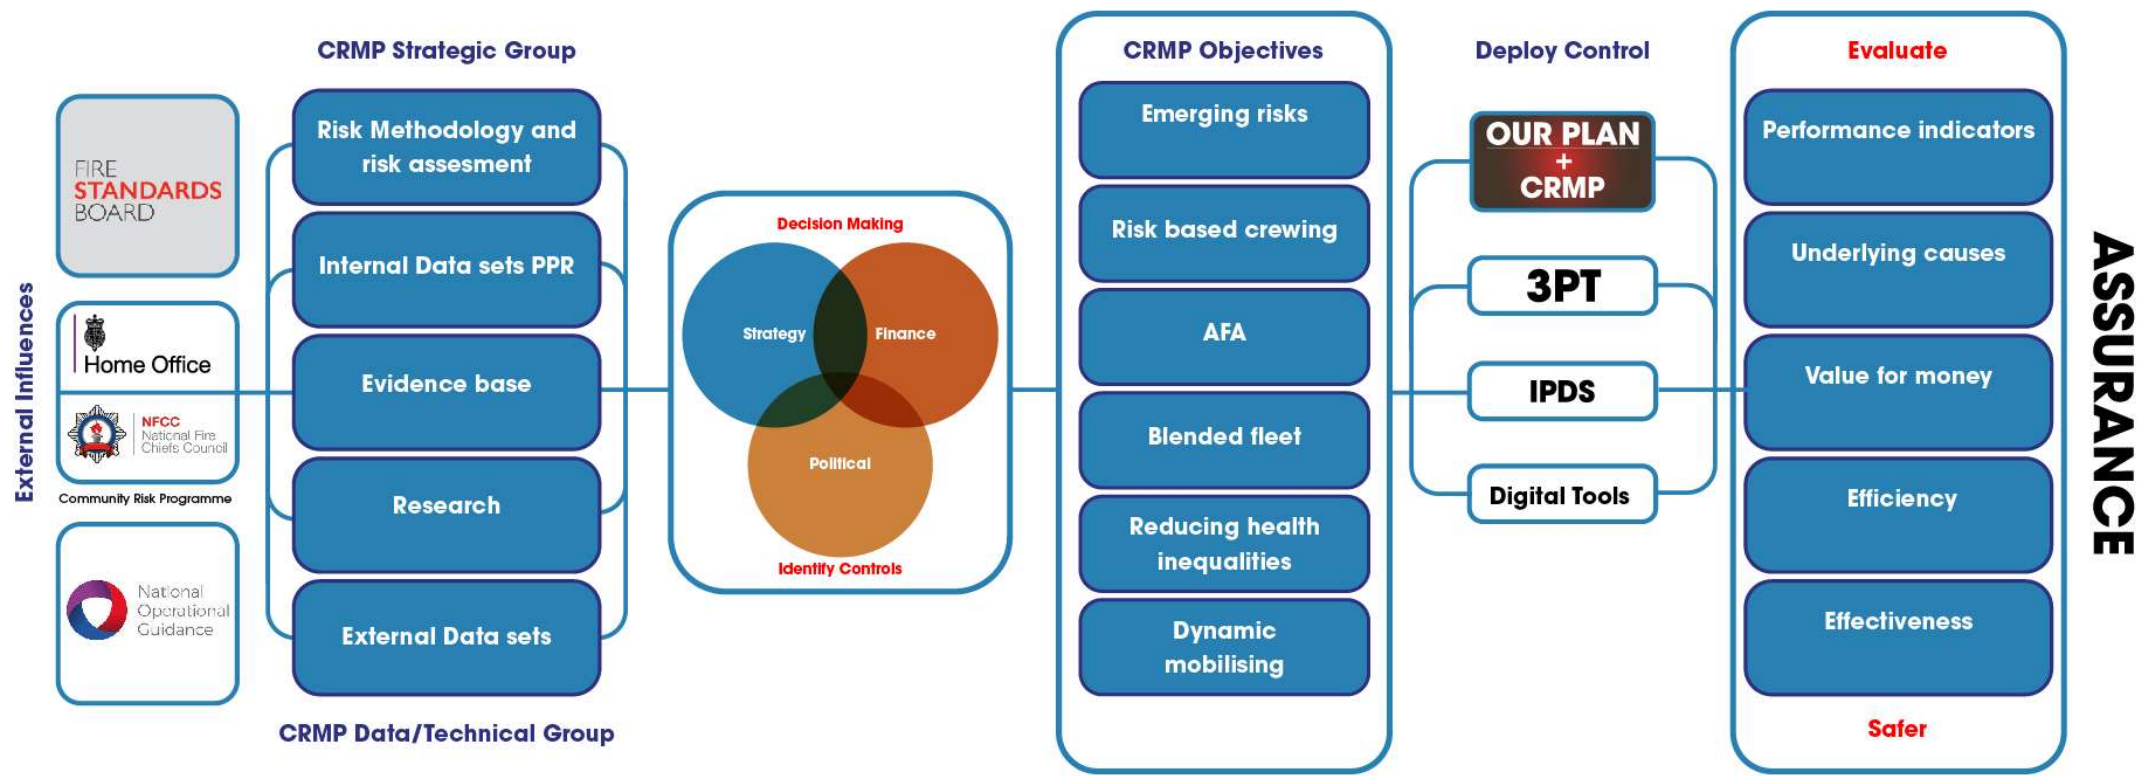 External Influences
FIRE
STANDARDS
BOARD
Home Office
NFCC
National Fire
Chiefs Council
Community Risk Programme
National
Operational
Guidance
CRMP Strategic Group
Risk Methodology and
risk assesment
Internal Data sets PPR
Evidence base
Research
External Data sets
CRMP Data/Technical Group
Decision Making
Strategy
Finance
Political
Identify Controls
CRMP Objectives
Emerging risks
Risk based crewing
AFA
Blended fleet
Reducing health
inequalities
Dynamic
mobilising
Deploy Control
OUR PLAN
+
CRMP
3PT
IPDS
Digital Tools
Evaluate
Performance indicators
Underlying causes
Value for money
Efficiency
Effectiveness
Safer
ASSURANCE